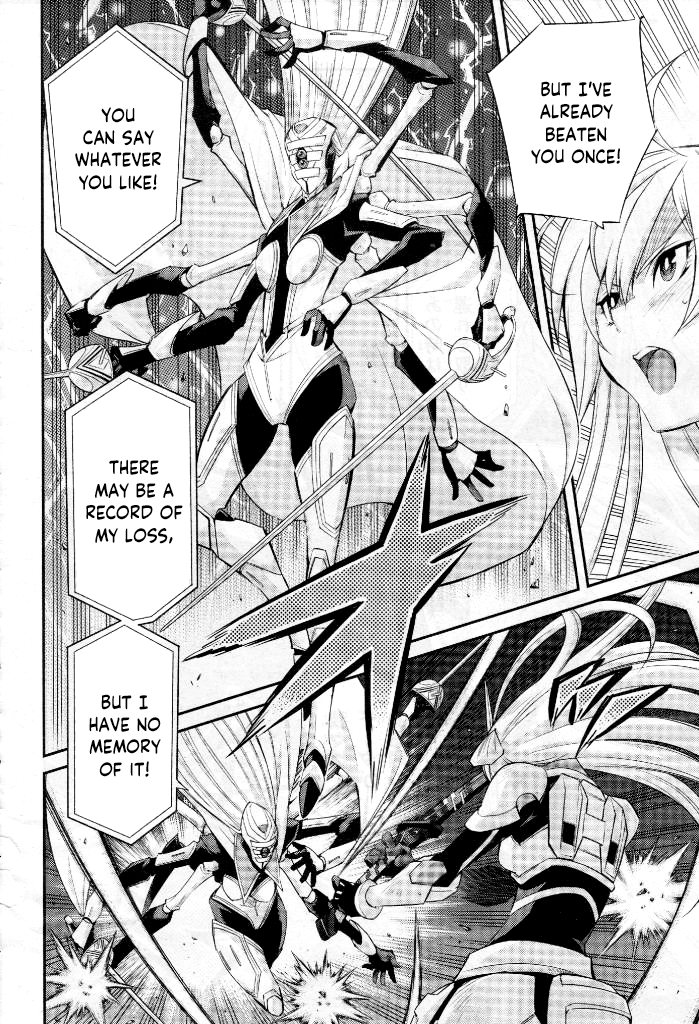 BUT I'VE
ALREADY
BEATEN
YOU ONCE!
YOU
CAN SAY
WHATEVER
YOU LIKE!
THERE
MAY BE A
RECORD OF
MY LOSS,
BUT I
HAVE NO
MEMORY
OF IT!